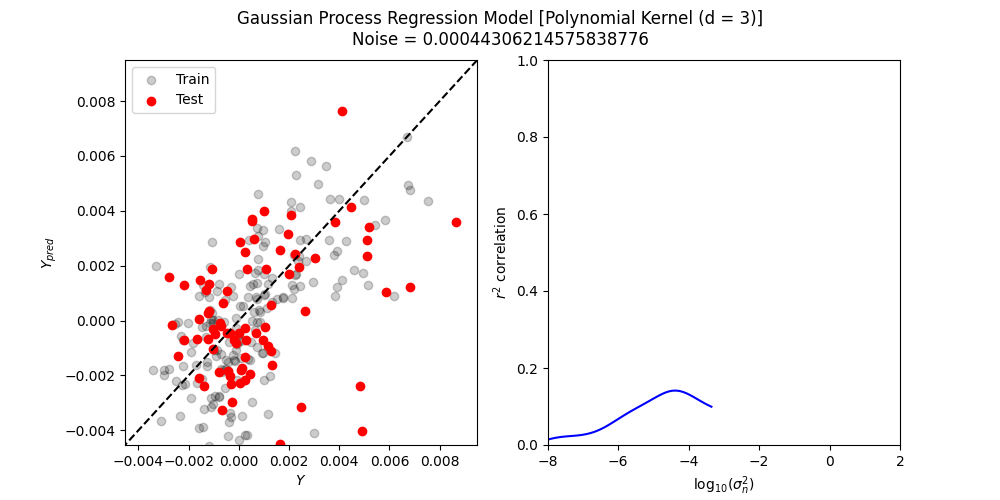 Gaussian Process Regression Model [Polynomial Kernel (d = 3)]
Noise = 0.00044306214575838776
Train
Test
0.008
0.006
0.004
0.002
0.000
−0.002
−0.004
Y_{pred}
−0.004 −0.002 0.000 0.002 0.004 0.006 0.008
Y
1.0
0.8
0.6
0.4
0.2
0.0
r² correlation
−8 −6 −4 −2 0 2
log₁₀(σ_n²)